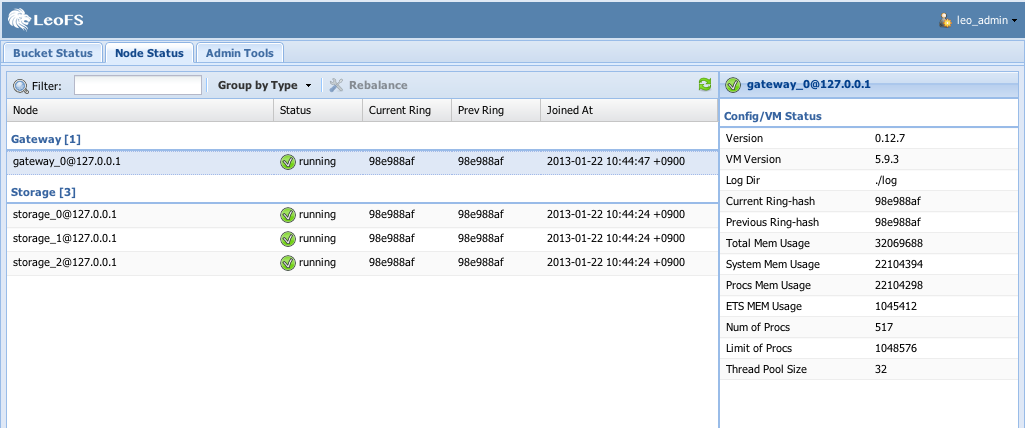 LeoFS
leo_admin
Bucket Status Node Status Admin Tools
Filter: Group by Type Rebalance
Node Status Current Ring Prev Ring Joined At
Gateway [1]
gateway_0@127.0.0.1 running 98e988af 98e988af 2013-01-22 10:44:47 +0900
Storage [3]
storage_0@127.0.0.1 running 98e988af 98e988af 2013-01-22 10:44:24 +0900
storage_1@127.0.0.1 running 98e988af 98e988af 2013-01-22 10:44:24 +0900
storage_2@127.0.0.1 running 98e988af 98e988af 2013-01-22 10:44:24 +0900
gateway_0@127.0.0.1
Config/VM Status
Version 0.12.7
VM Version 5.9.3
Log Dir ./log
Current Ring-hash 98e988af
Previous Ring-hash 98e988af
Total Mem Usage 32069688
System Mem Usage 22104394
Procs Mem Usage 22104298
ETS MEM Usage 1045412
Num of Procs 517
Limit of Procs 1048576
Thread Pool Size 32